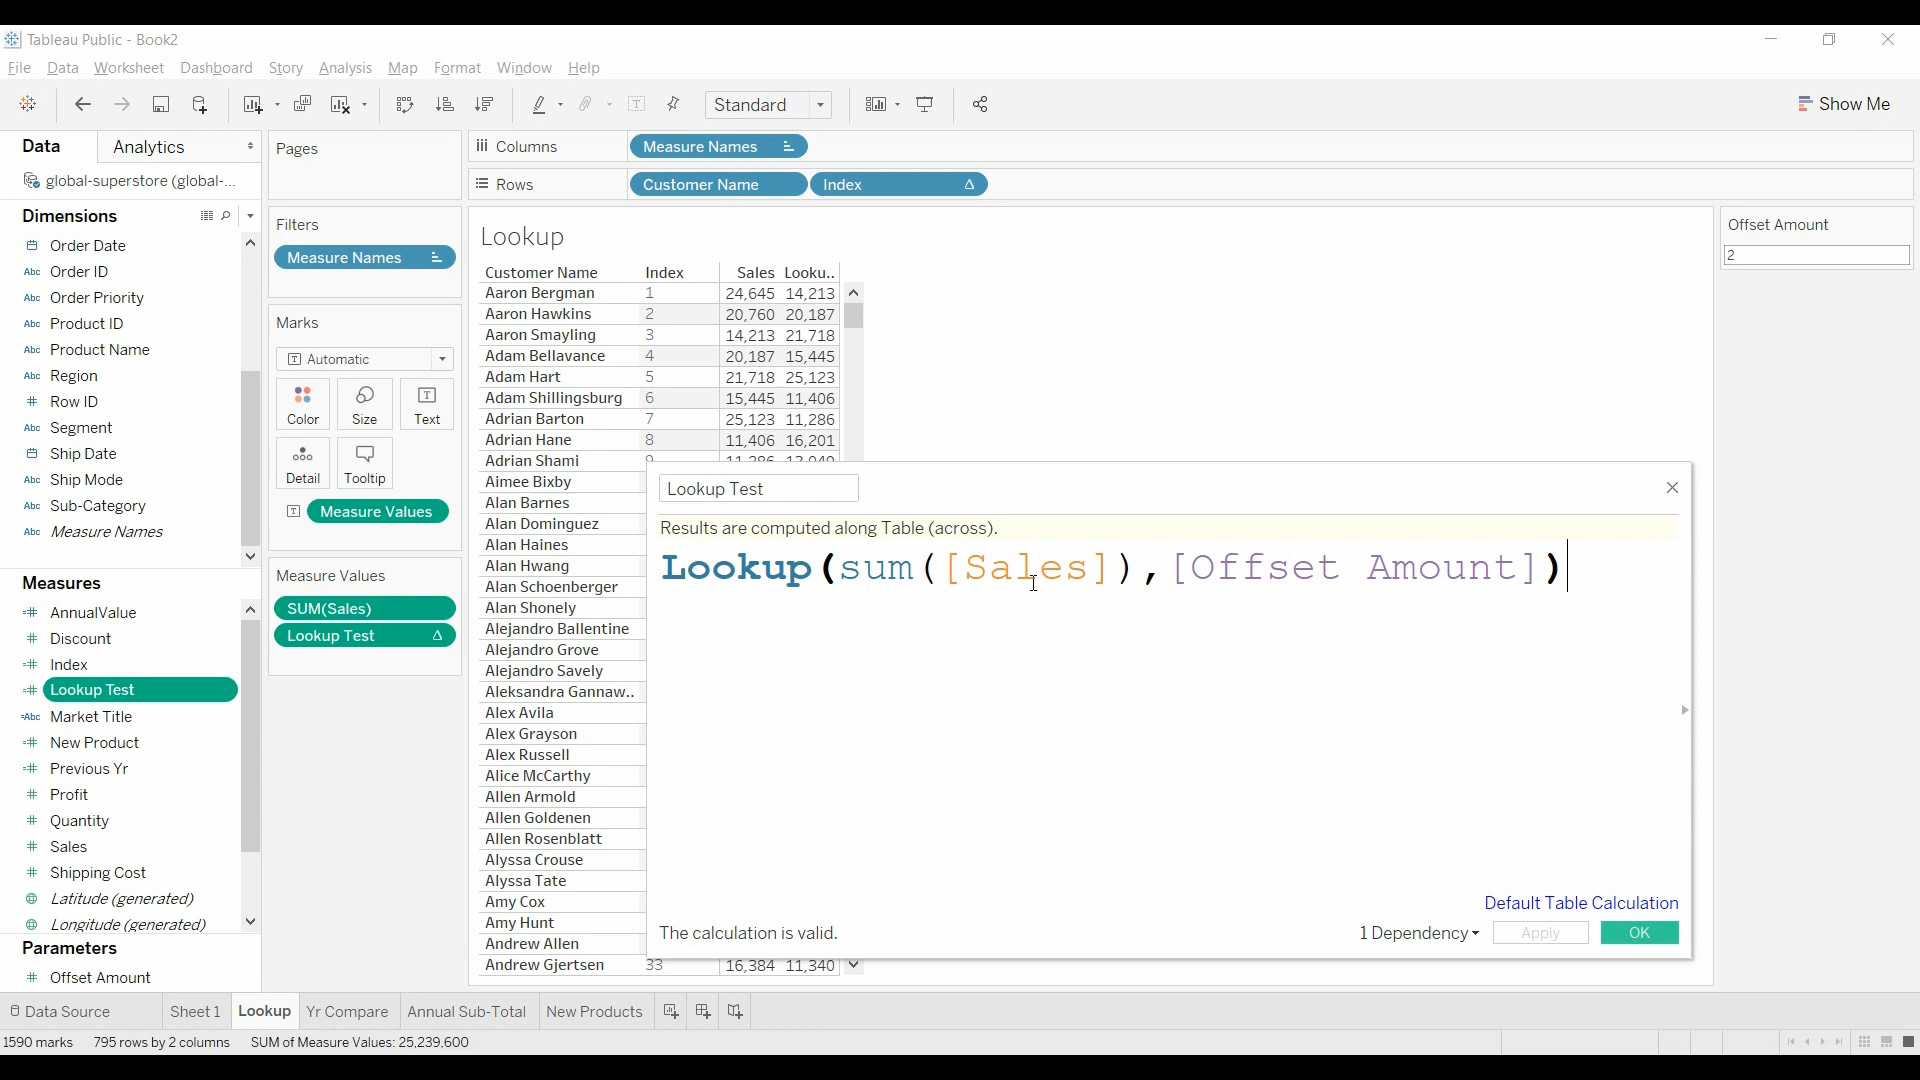 Tableau Public - Book2
File Data Worksheet Dashboard Story Analysis Map Format Window Help
Standard
Show Me
Data
Analytics
global-superstore (global-...
Dimensions
Order Date
Abc Order ID
Abc Order Priority
Abc Product ID
Abc Product Name
Abc Region
# Row ID
Abc Segment
Ship Date
Abc Ship Mode
Abc Sub-Category
Abc Measure Names
Measures
=# AnnualValue
# Discount
=# Index
=# Lookup Test
=Abc Market Title
=# New Product
=# Previous Yr
# Profit
# Quantity
# Sales
# Shipping Cost
Latitude (generated)
Longitude (generated)
Parameters
# Offset Amount
Pages
Filters
Measure Names
Marks
Automatic
Color Size Text
Detail Tooltip
Measure Values
Measure Values
SUM(Sales)
Lookup Test Δ
Columns
Measure Names
Rows
Customer Name
Index Δ
Lookup
Customer Name Index Sales Looku..
Aaron Bergman 1 24,645 14,213
Aaron Hawkins 2 20,760 20,187
Aaron Smayling 3 14,213 21,718
Adam Bellavance 4 20,187 15,445
Adam Hart 5 21,718 25,123
Adam Shillingsburg 6 15,445 11,406
Adrian Barton 7 25,123 11,286
Adrian Hane 8 11,406 16,201
Adrian Shami
Aimee Bixby
Alan Barnes
Alan Dominguez
Alan Haines
Alan Hwang
Alan Schoenberger
Alan Shonely
Alejandro Ballentine
Alejandro Grove
Alejandro Savely
Aleksandra Gannaw..
Alex Avila
Alex Grayson
Alex Russell
Alice McCarthy
Allen Armold
Allen Goldenen
Allen Rosenblatt
Alyssa Crouse
Alyssa Tate
Amy Cox
Amy Hunt
Andrew Allen
Andrew Gjertsen 33 16,384 11,340
Lookup Test
Results are computed along Table (across).
Lookup(sum([Sales]),[Offset Amount])
Default Table Calculation
The calculation is valid.
1 Dependency
Apply
OK
Offset Amount
2
Data Source
Sheet 1
Lookup
Yr Compare
Annual Sub-Total
New Products
1590 marks 795 rows by 2 columns SUM of Measure Values: 25,239,600